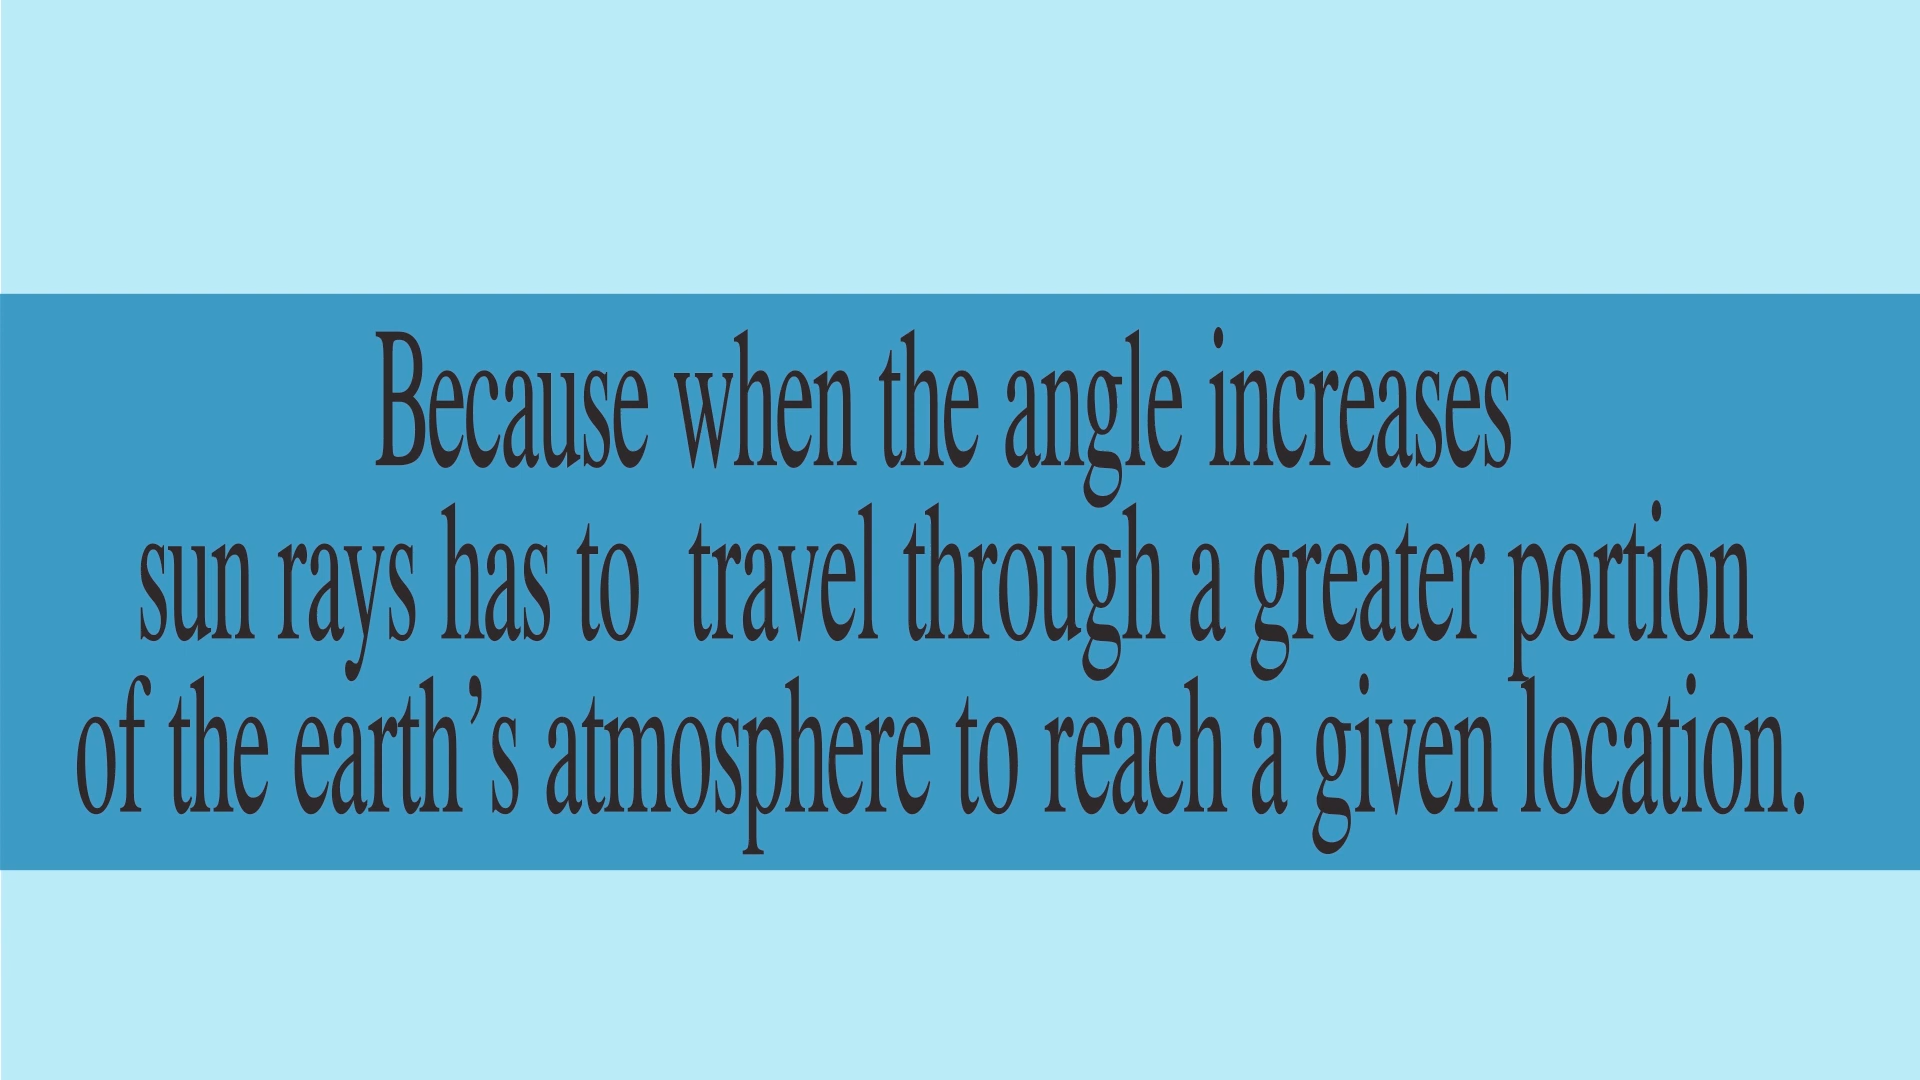 Because when the angle increases
sun rays has to  travel through a greater portion
of the earth’s atmosphere to reach a given location.